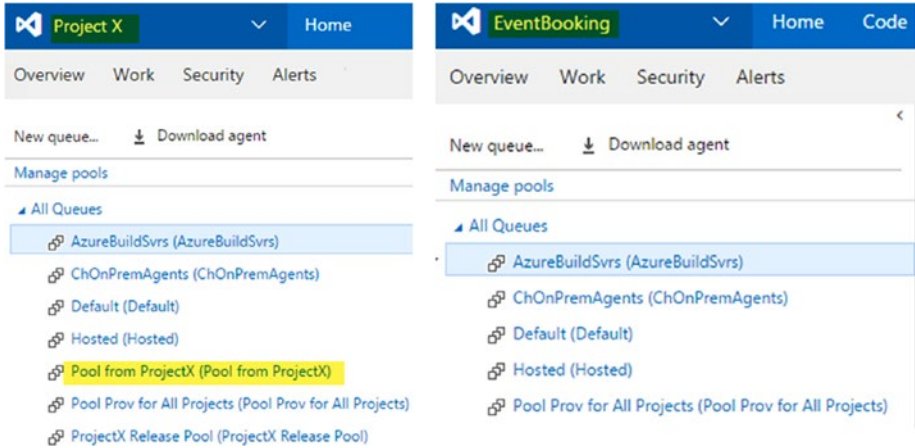 Project X Home
Overview Work Security Alerts
New queue... Download agent
Manage pools
All Queues
AzureBuildSvrs (AzureBuildSvrs)
ChOnPremAgents (ChOnPremAgents)
Default (Default)
Hosted (Hosted)
Pool from ProjectX (Pool from ProjectX)
Pool Prov for All Projects (Pool Prov for All Projects)
ProjectX Release Pool (ProjectX Release Pool)
EventBooking Home Code
Overview Work Security Alerts
New queue... Download agent
Manage pools
All Queues
AzureBuildSvrs (AzureBuildSvrs)
ChOnPremAgents (ChOnPremAgents)
Default (Default)
Hosted (Hosted)
Pool Prov for All Projects (Pool Prov for All Projects)